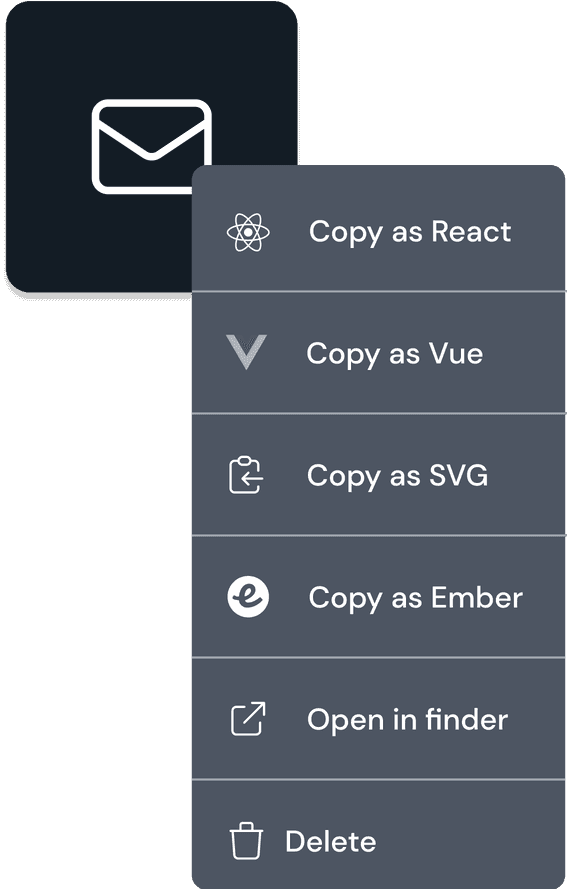 Copy as React
Copy as Vue
Copy as SVG
Copy as Ember
Open in finder
Delete